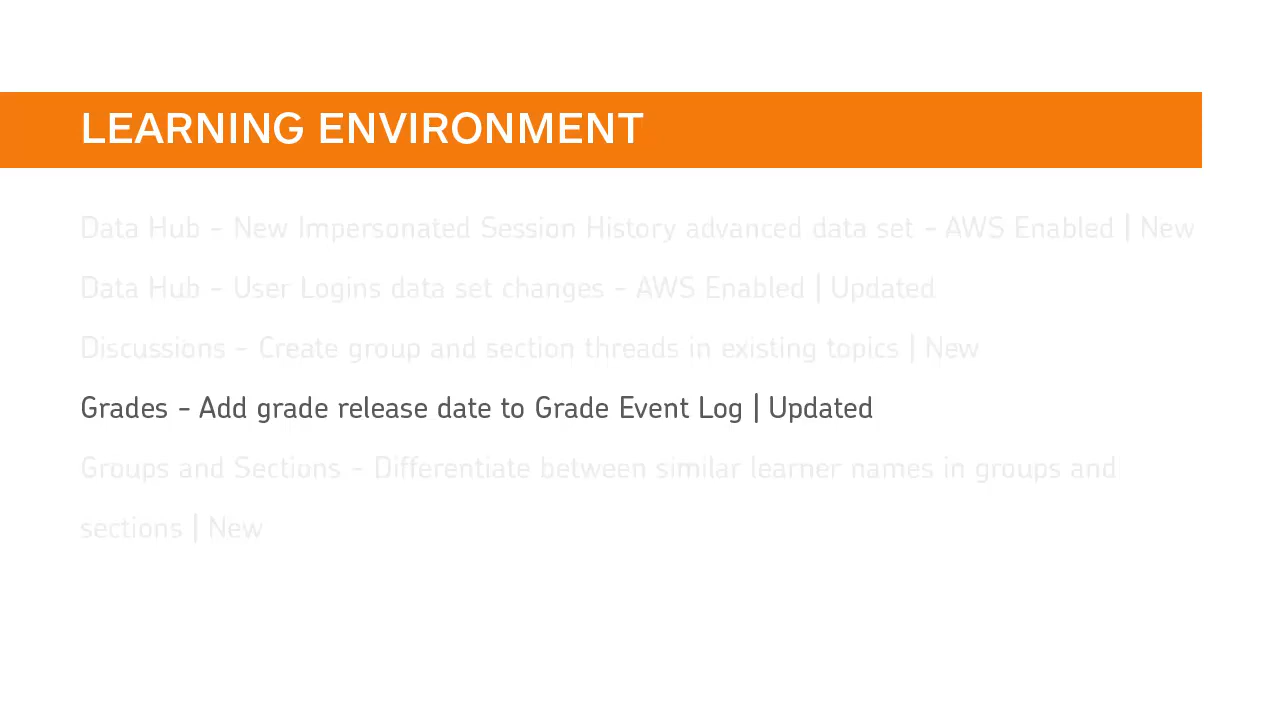 LEARNING ENVIRONMENT
Data Hub - New Impersonated Session History advanced data set - AWS Enabled | New
Data Hub - User Logins data set changes - AWS Enabled | Updated
Discussions - Create group and section threads in existing topics | New
Grades - Add grade release date to Grade Event Log | Updated
Groups and Sections - Differentiate between similar learner names in groups and
sections | New